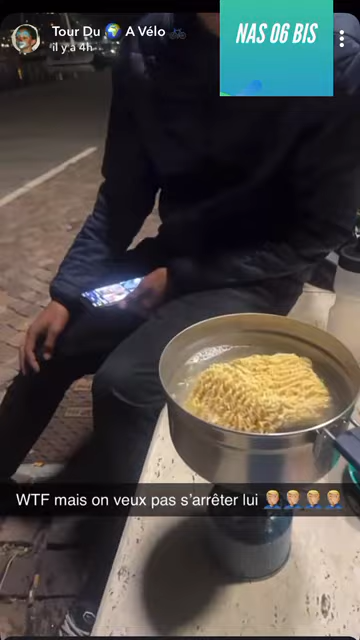 Tour Du 🌍 A Vélo 🚲
il y a 4h
NAS 06 BIS
WTF mais on veux pas s'arrêter lui 🤦🏼‍♂️🤦🏼‍♂️🤦🏼‍♂️🤦🏼‍♂️